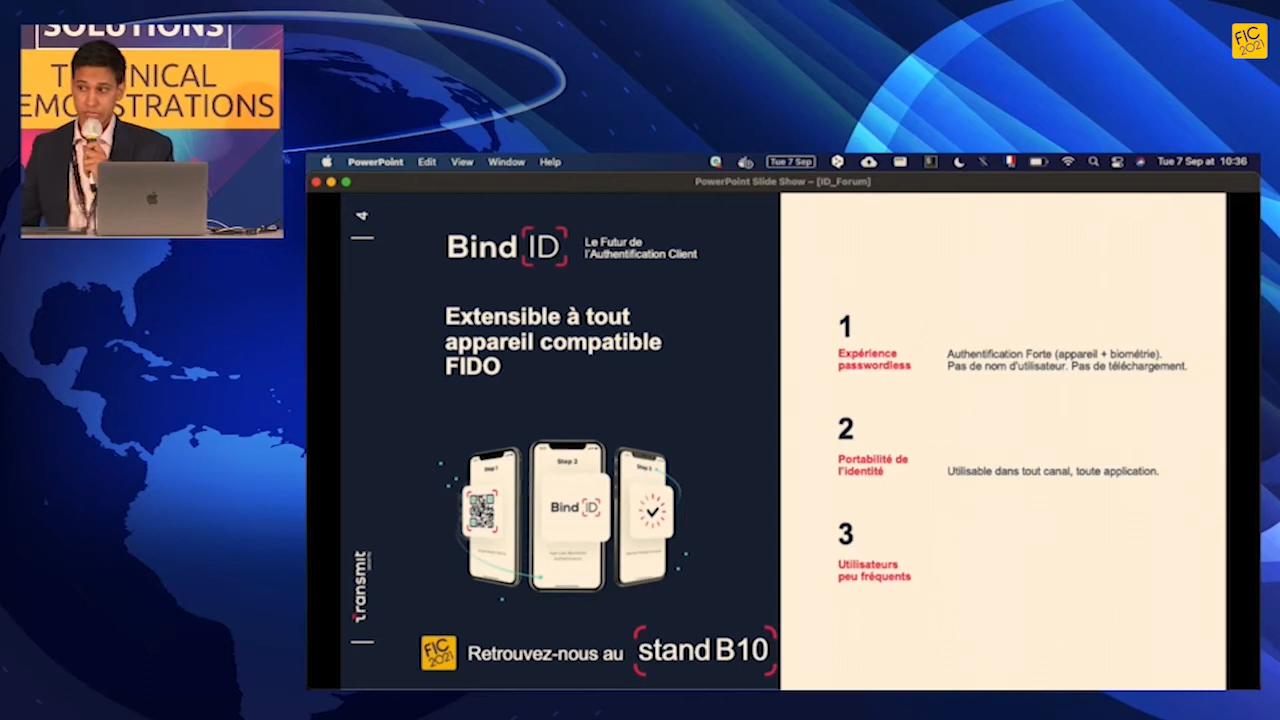 SOLUTIONS
TECHNICAL
DEMONSTRATIONS
FIC
2021
PowerPoint Edit View Window Help
Tue 7 Sep
Tue 7 Sep at 10:36
PowerPoint Slide Show – [ID_Forum]
4
Bind ID
Le Futur de
l'Authentification Client
Extensible à tout
appareil compatible
FIDO
Step 1
Step 2
Step 3
Bind ID
transmit
FIC
2021
Retrouvez-nous au stand B10
1
Expérience
passwordless
Authentification Forte (appareil + biométrie).
Pas de nom d'utilisateur. Pas de téléchargement.
2
Portabilité de
l'identité
Utilisable dans tout canal, toute application.
3
Utilisateurs
peu fréquents